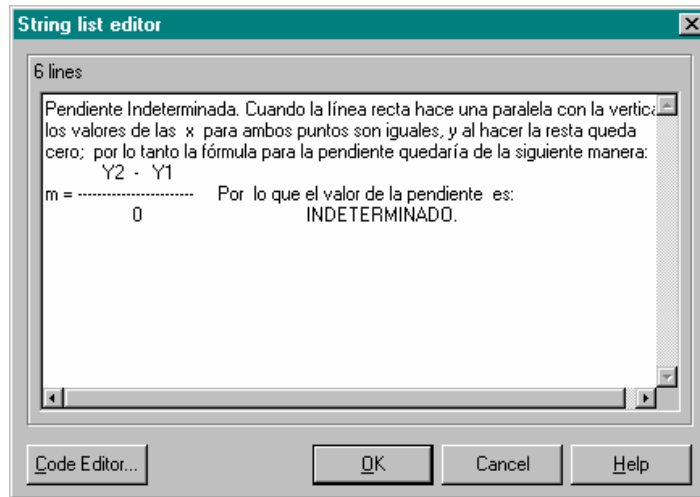 String list editor
6 lines
Pendiente Indeterminada. Cuando la línea recta hace una paralela con la
los valores de las x para ambos puntos son iguales, y al hacer la resta queda
cero; por lo tanto la fórmula para la pendiente quedaría de la siguiente manera:
Y2 - Y1
m = ------------------------ Por lo que el valor de la pendiente es:
0 INDETERMINADO.
Code Editor... OK Cancel Help